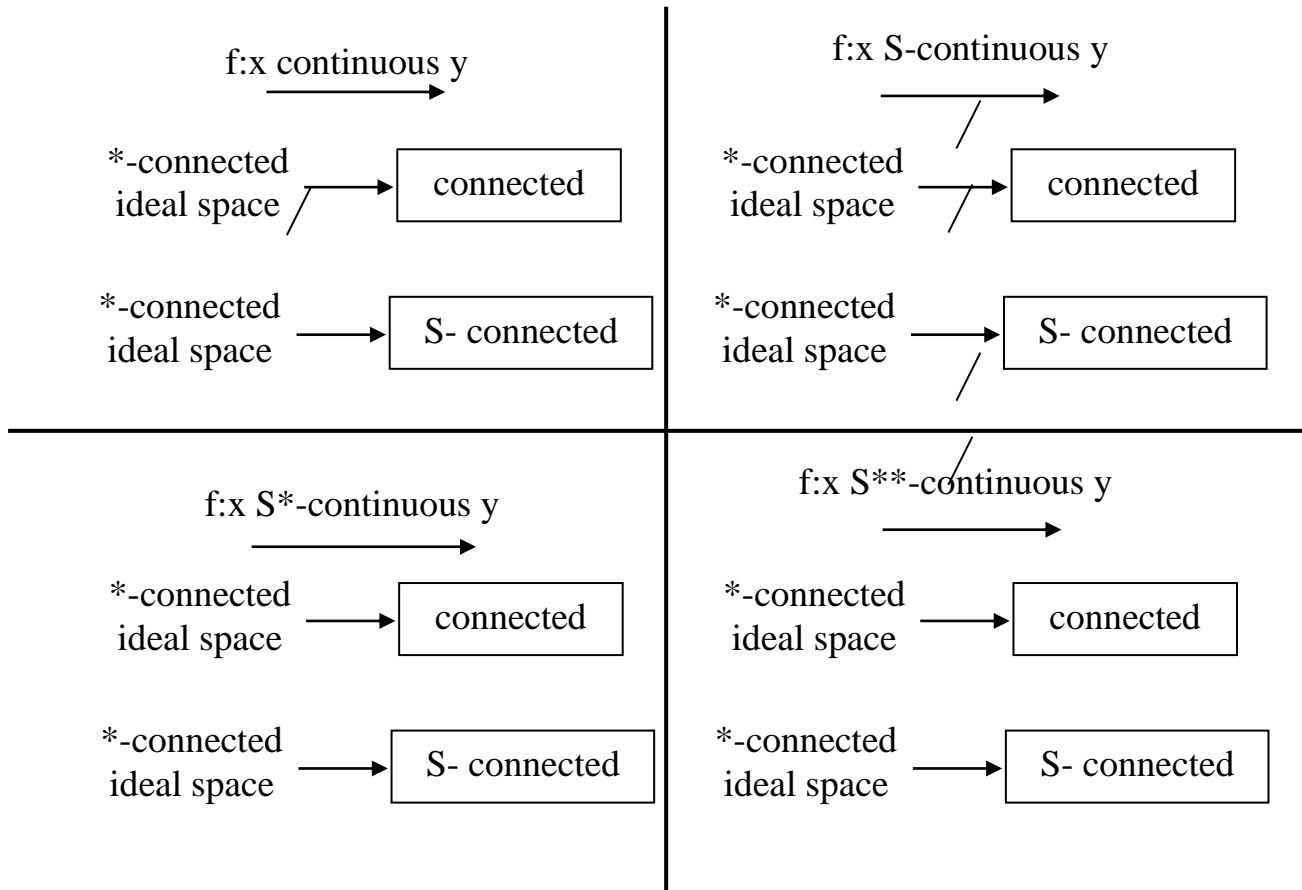 f:x continuous y
*-connected
ideal space
connected
*-connected
ideal space
S- connected
f:x S-continuous y
*-connected
ideal space
connected
*-connected
ideal space
S- connected
f:x S*-continuous y
*-connected
ideal space
connected
*-connected
ideal space
S- connected
f:x S**-continuous y
*-connected
ideal space
connected
*-connected
ideal space
S- connected